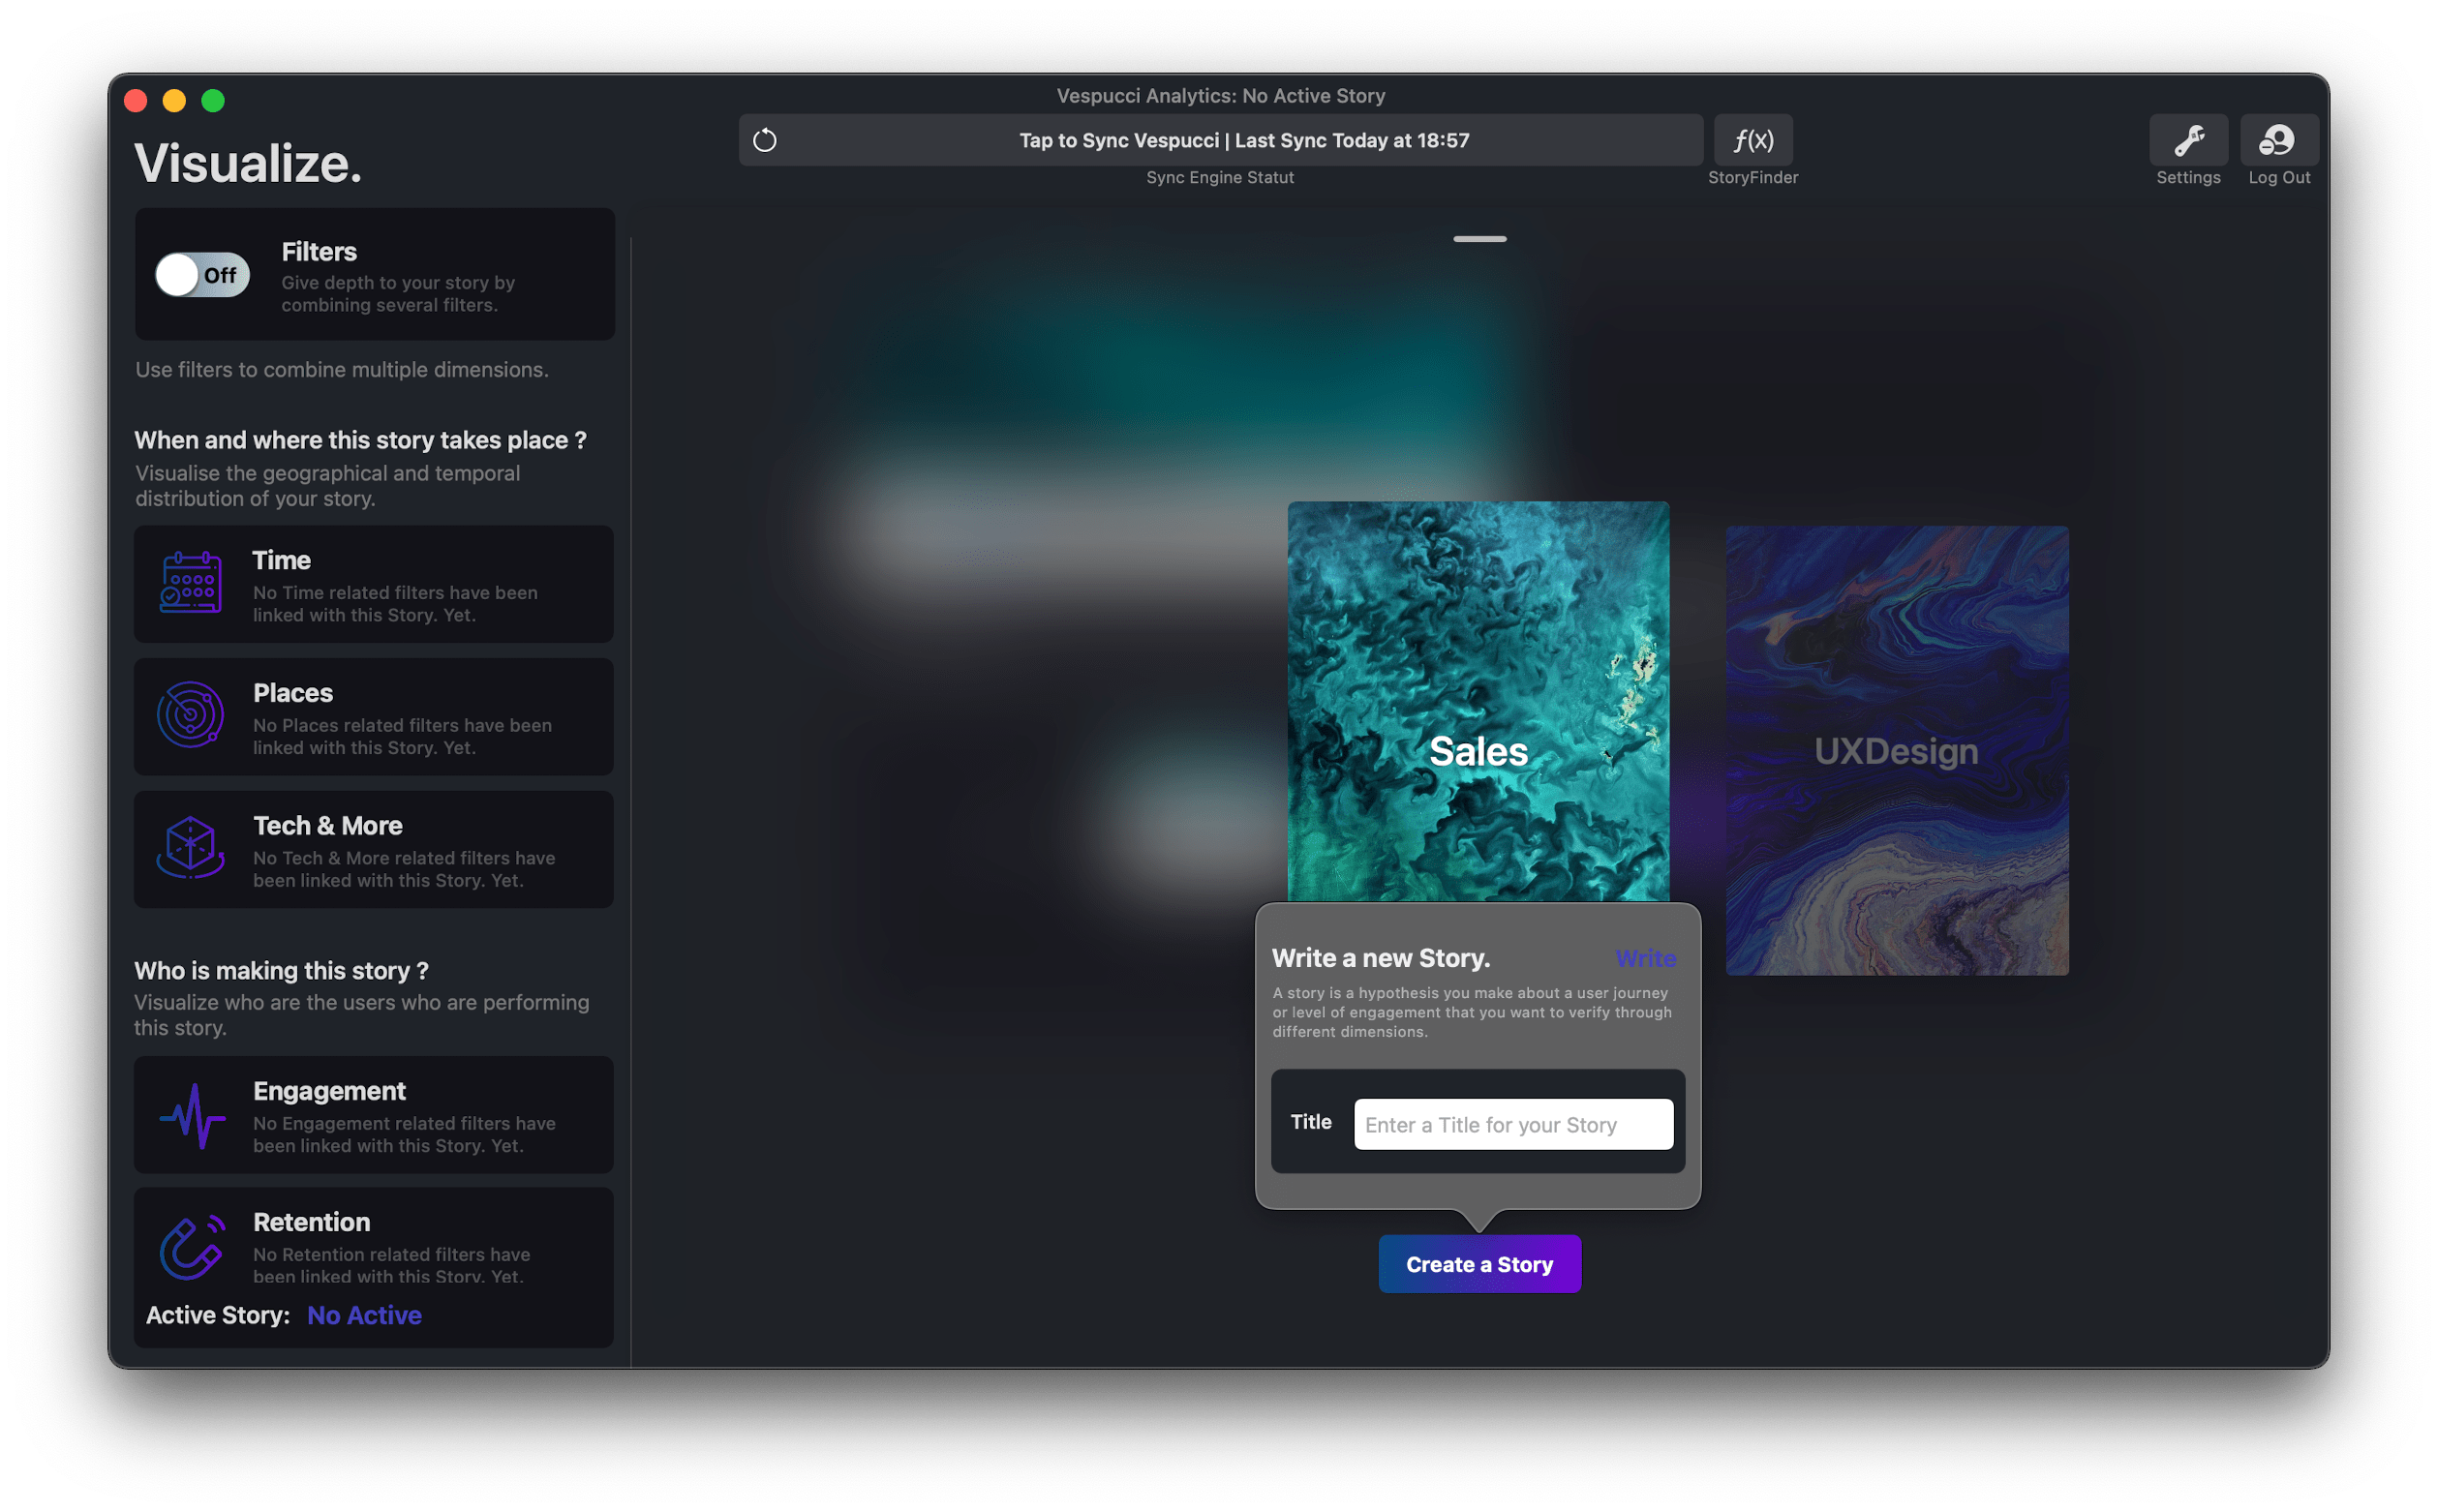 Vespucci Analytics: No Active Story
Visualize.
Tap to Sync Vespucci | Last Sync Today at 18:57
Sync Engine Statut
ƒ(x)
StoryFinder
Settings
Log Out
Off
Filters
Give depth to your story by
combining several filters.
Use filters to combine multiple dimensions.
When and where this story takes place ?
Visualise the geographical and temporal
distribution of your story.
Time
No Time related filters have been
linked with this Story. Yet.
Places
No Places related filters have been
linked with this Story. Yet.
Tech & More
No Tech & More related filters have
been linked with this Story. Yet.
Who is making this story ?
Visualize who are the users who are performing
this story.
Engagement
No Engagement related filters have
been linked with this Story. Yet.
Retention
No Retention related filters have
been linked with this Story. Yet.
Active Story: No Active
Sales
UXDesign
Write a new Story.
Write
A story is a hypothesis you make about a user journey
or level of engagement that you want to verify through
different dimensions.
Title
Enter a Title for your Story
Create a Story